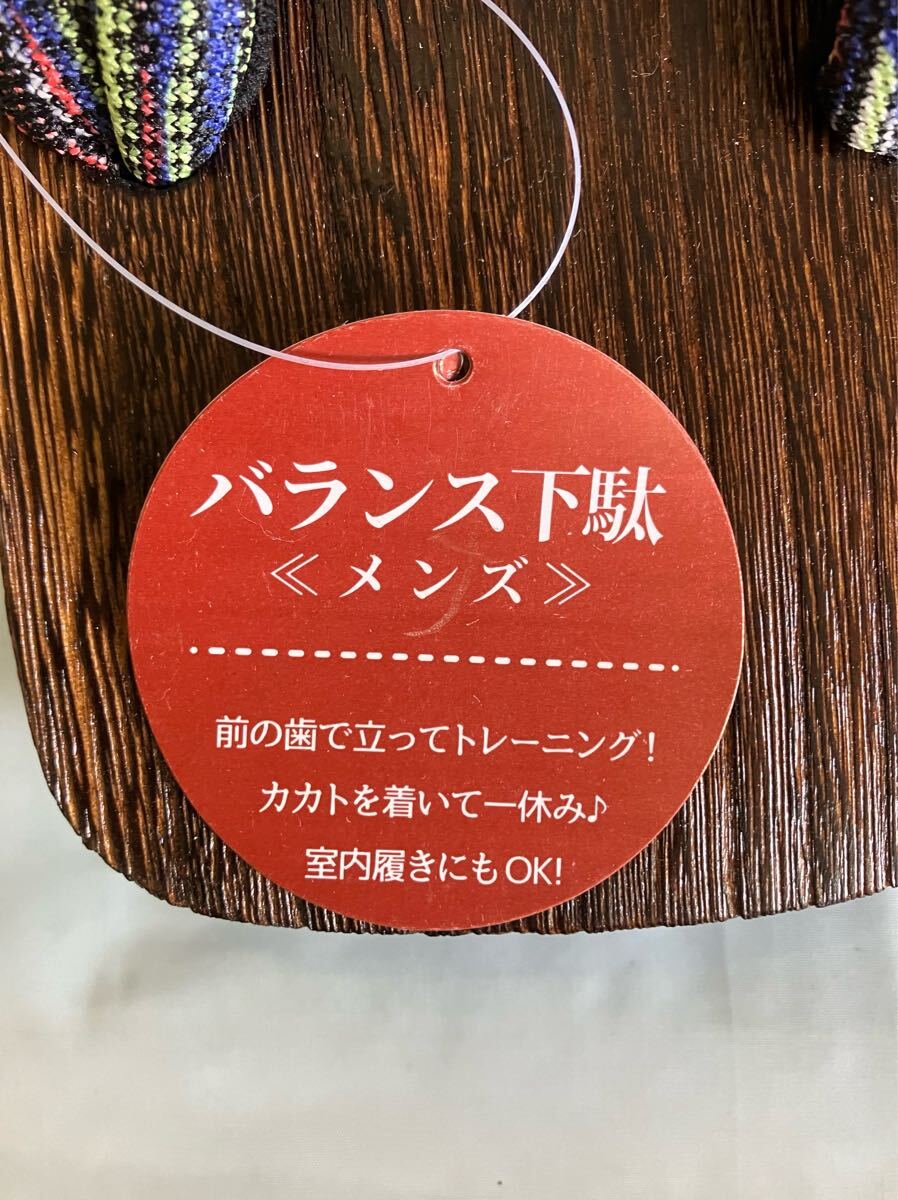 バランス下駄
≪メンズ≫
前の歯で立ってトレーニング!
カカトを着いて一休み♪
室内履きにもOK!